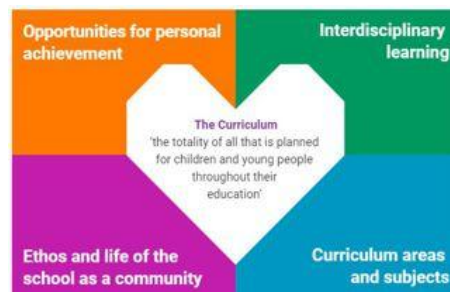 Opportunities for personal
achievement
Interdisciplinary
learning
The Curriculum
'the totality of all that is planned
for children and young people
throughout their
education'
Ethos and life of the
school as a community
Curriculum areas
and subjects